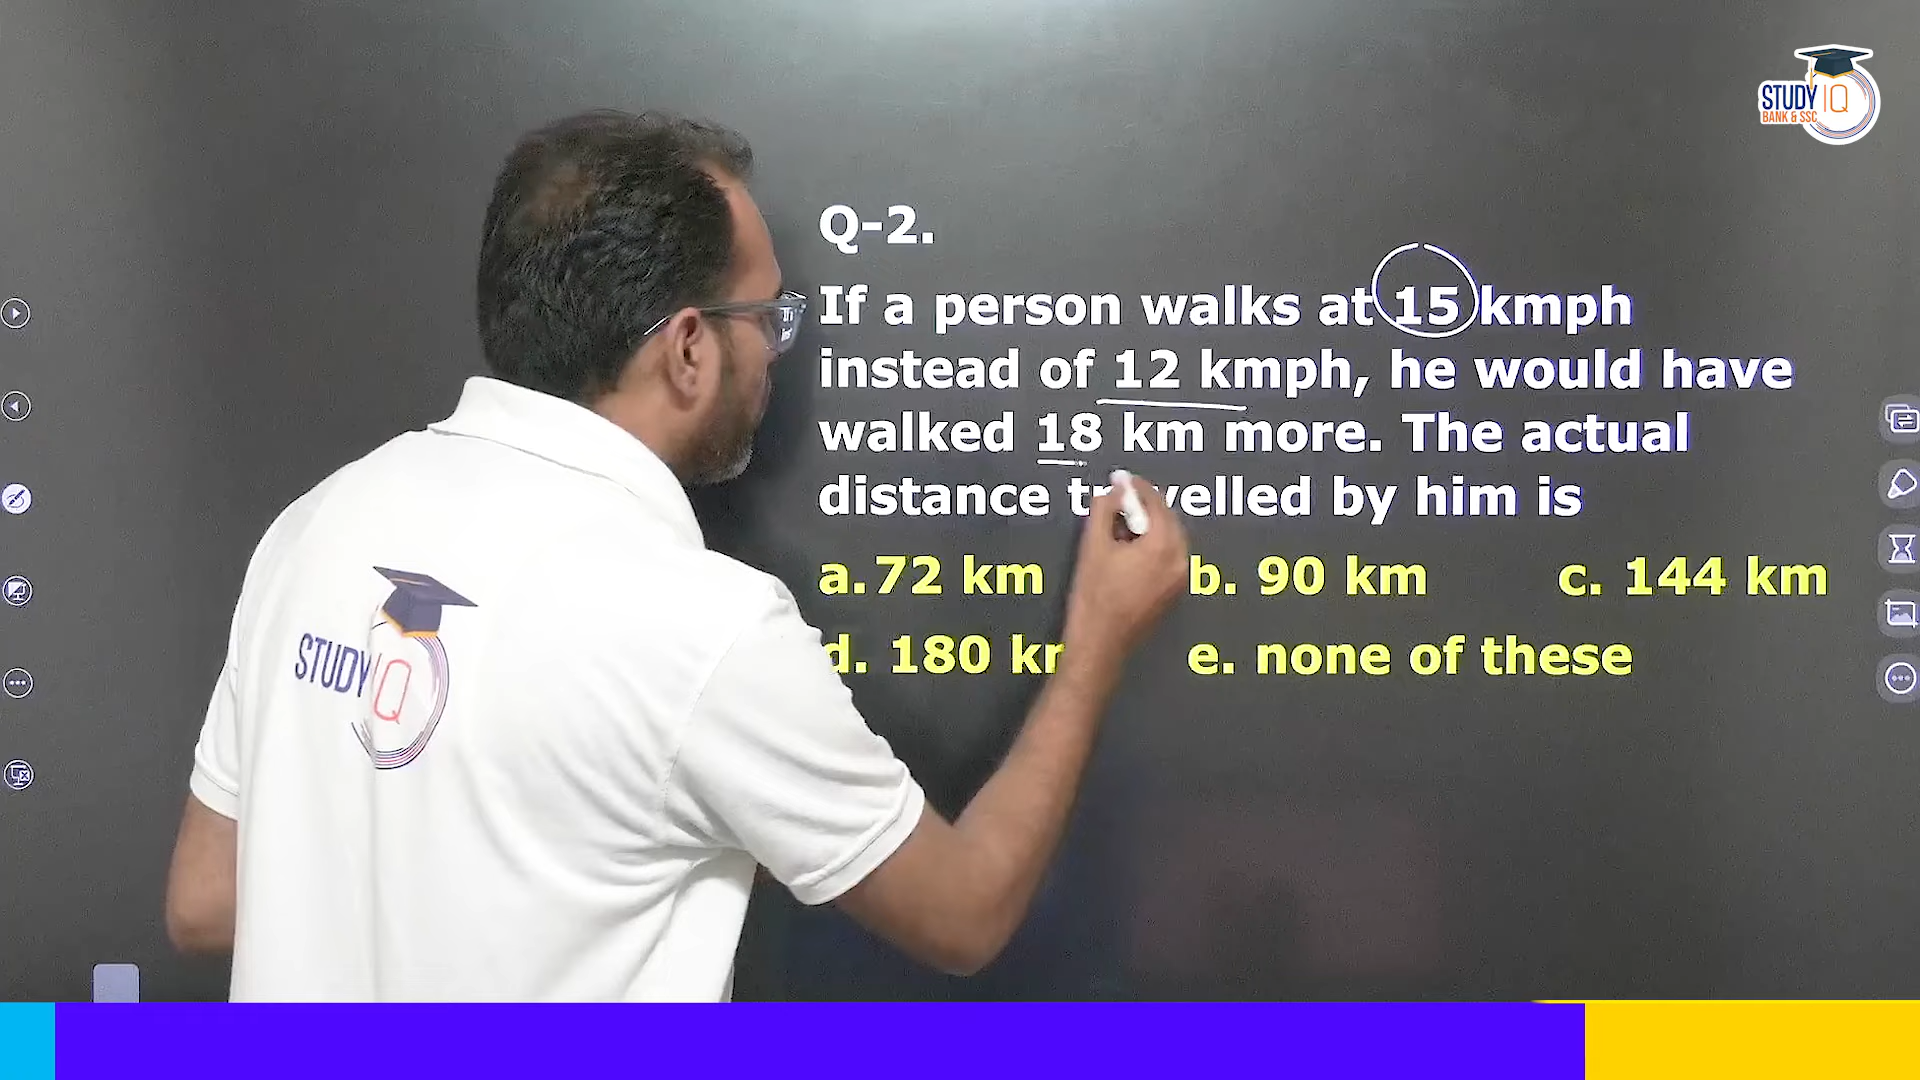 STUDY IQ
BANK & SSC
Q-2.
If a person walks at 15 kmph
instead of 12 kmph, he would have
walked 18 km more. The actual
distance travelled by him is
a. 72 km b. 90 km c. 144 km
d. 180 km e. none of these
STUDY IQ